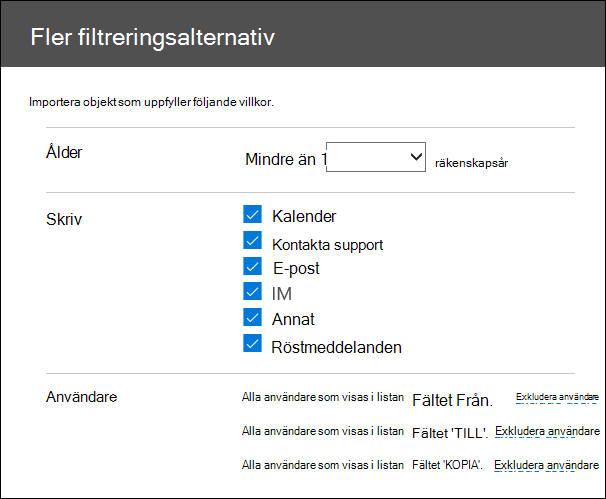 Fler filtreringsalternativ
Importera objekt som uppfyller följande villkor.
Ålder Mindre än 1 räkenskapsår
Skriv Kalender
Kontakta support
E-post
IM
Annat
Röstmeddelanden
Användare Alla användare som visas i listan Fältet Från. Exkludera användare
Alla användare som visas i listan Fältet 'TILL'. Exkludera användare
Alla användare som visas i listan Fältet 'KOPIA'. Exkludera användare